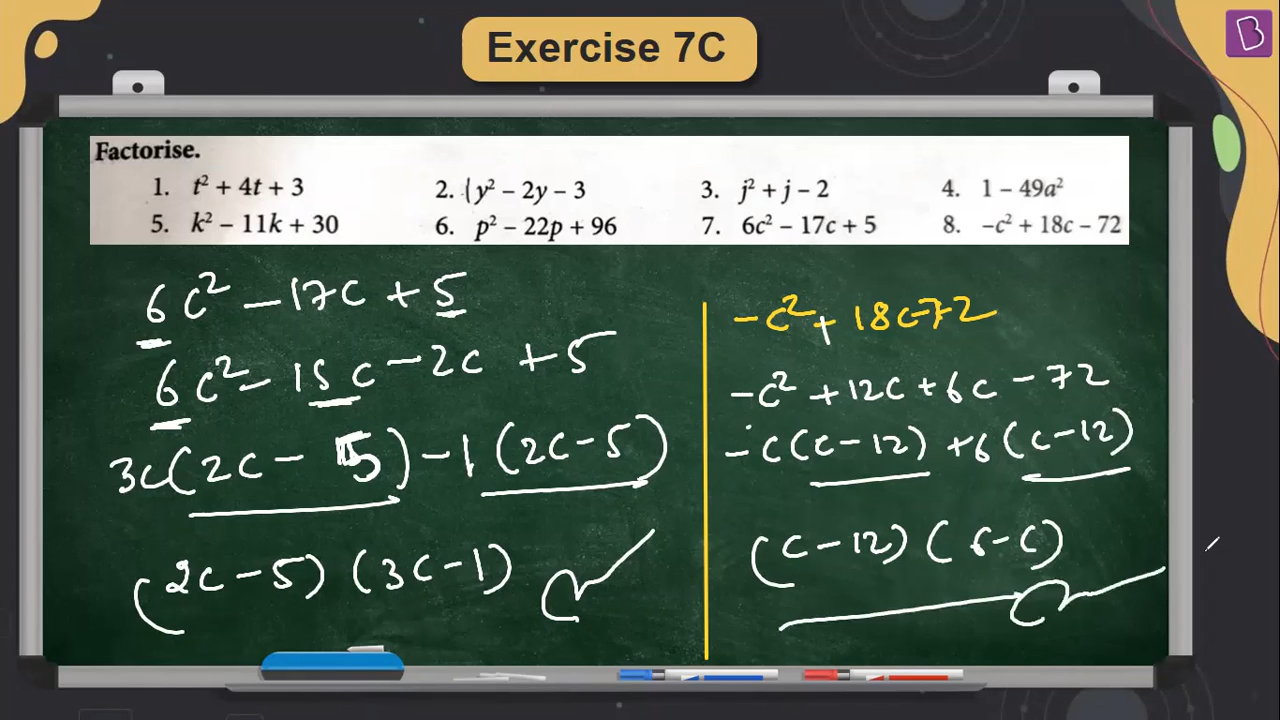 Exercise 7C
B
Factorise.
1. t² + 4t + 3 2. y² – 2y – 3 3. j² + j – 2 4. 1 – 49a²
5. k² – 11k + 30 6. p² – 22p + 96 7. 6c² – 17c + 5 8. –c² + 18c – 72
6c² – 17c + 5
6c² – 15c – 2c + 5
3c(2c – 5) – 1(2c – 5)
(2c – 5)(3c – 1)
–c² + 18c–72
–c² + 12c + 6c – 72
–c(c – 12) + 6(c – 12)
(c – 12)(6 – c)